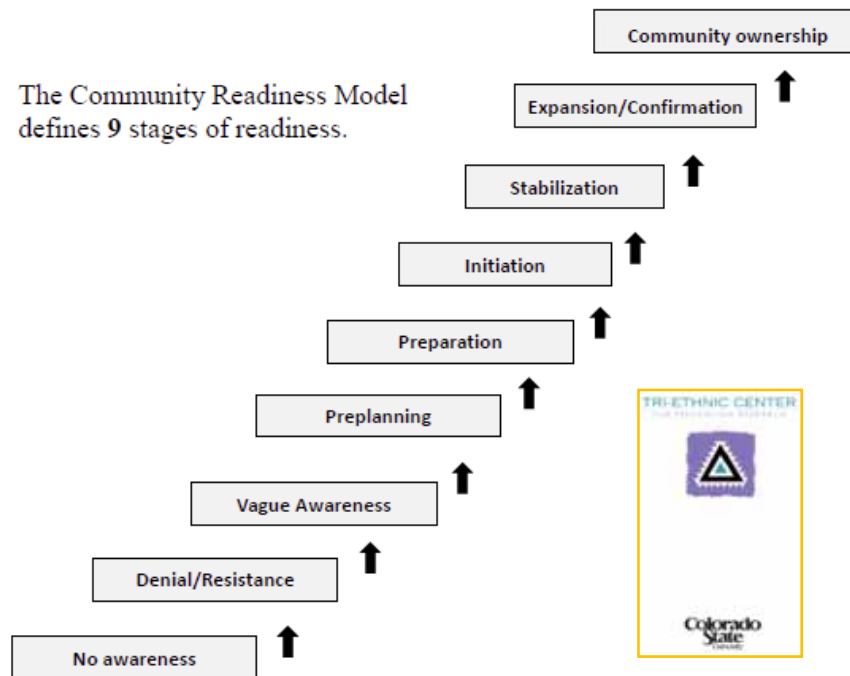 Community ownership
The Community Readiness Model
defines 9 stages of readiness.
Expansion/Confirmation
Stabilization
Initiation
Preparation
Preplanning
Vague Awareness
Denial/Resistance
No awareness
TRI-ETHNIC CENTER
Colorado
State